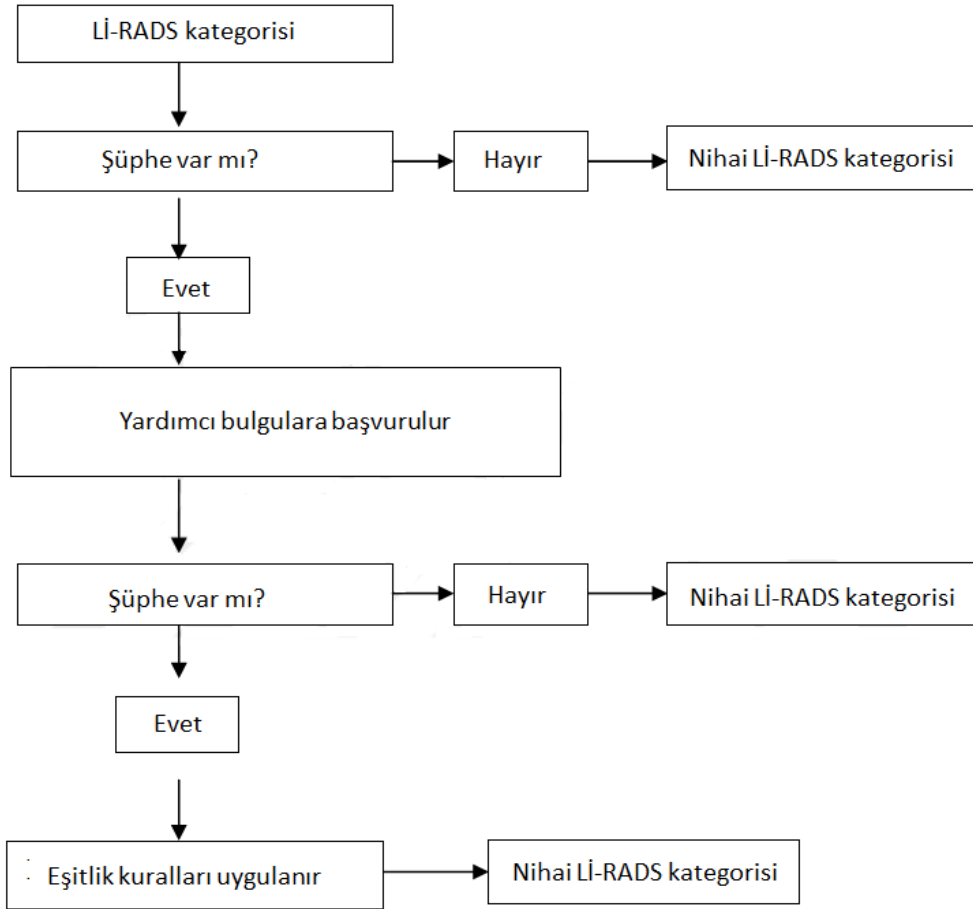 Lİ-RADS kategorisi
Şüphe var mı?
Hayır
Nihai Lİ-RADS kategorisi
Evet
Yardımcı bulgulara başvurulur
Şüphe var mı?
Hayır
Nihai Lİ-RADS kategorisi
Evet
Eşitlik kuralları uygulanır
Nihai Lİ-RADS kategorisi